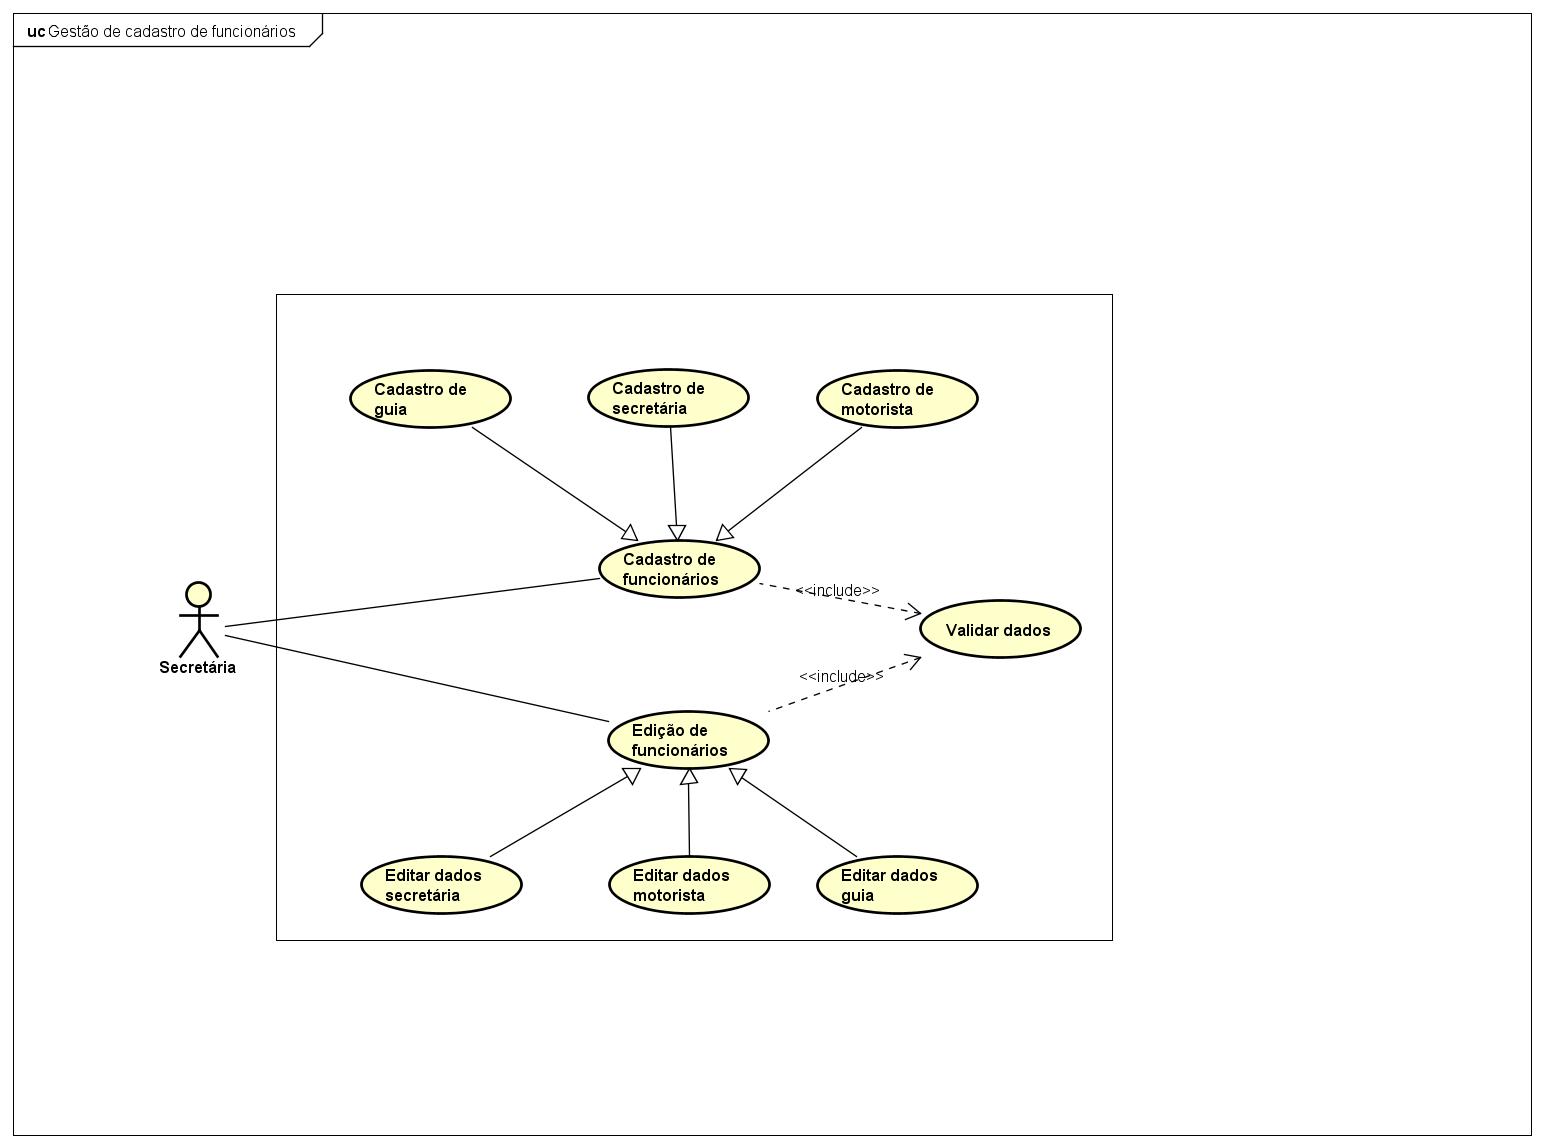 uc Gestão de cadastro de funcionários
Cadastro de
guia
Cadastro de
secretária
Cadastro de
motorista
Cadastro de
funcionários
<<include>>
Validar dados
Secretária
<<include>>
Edição de
funcionários
Editar dados
secretária
Editar dados
motorista
Editar dados
guia